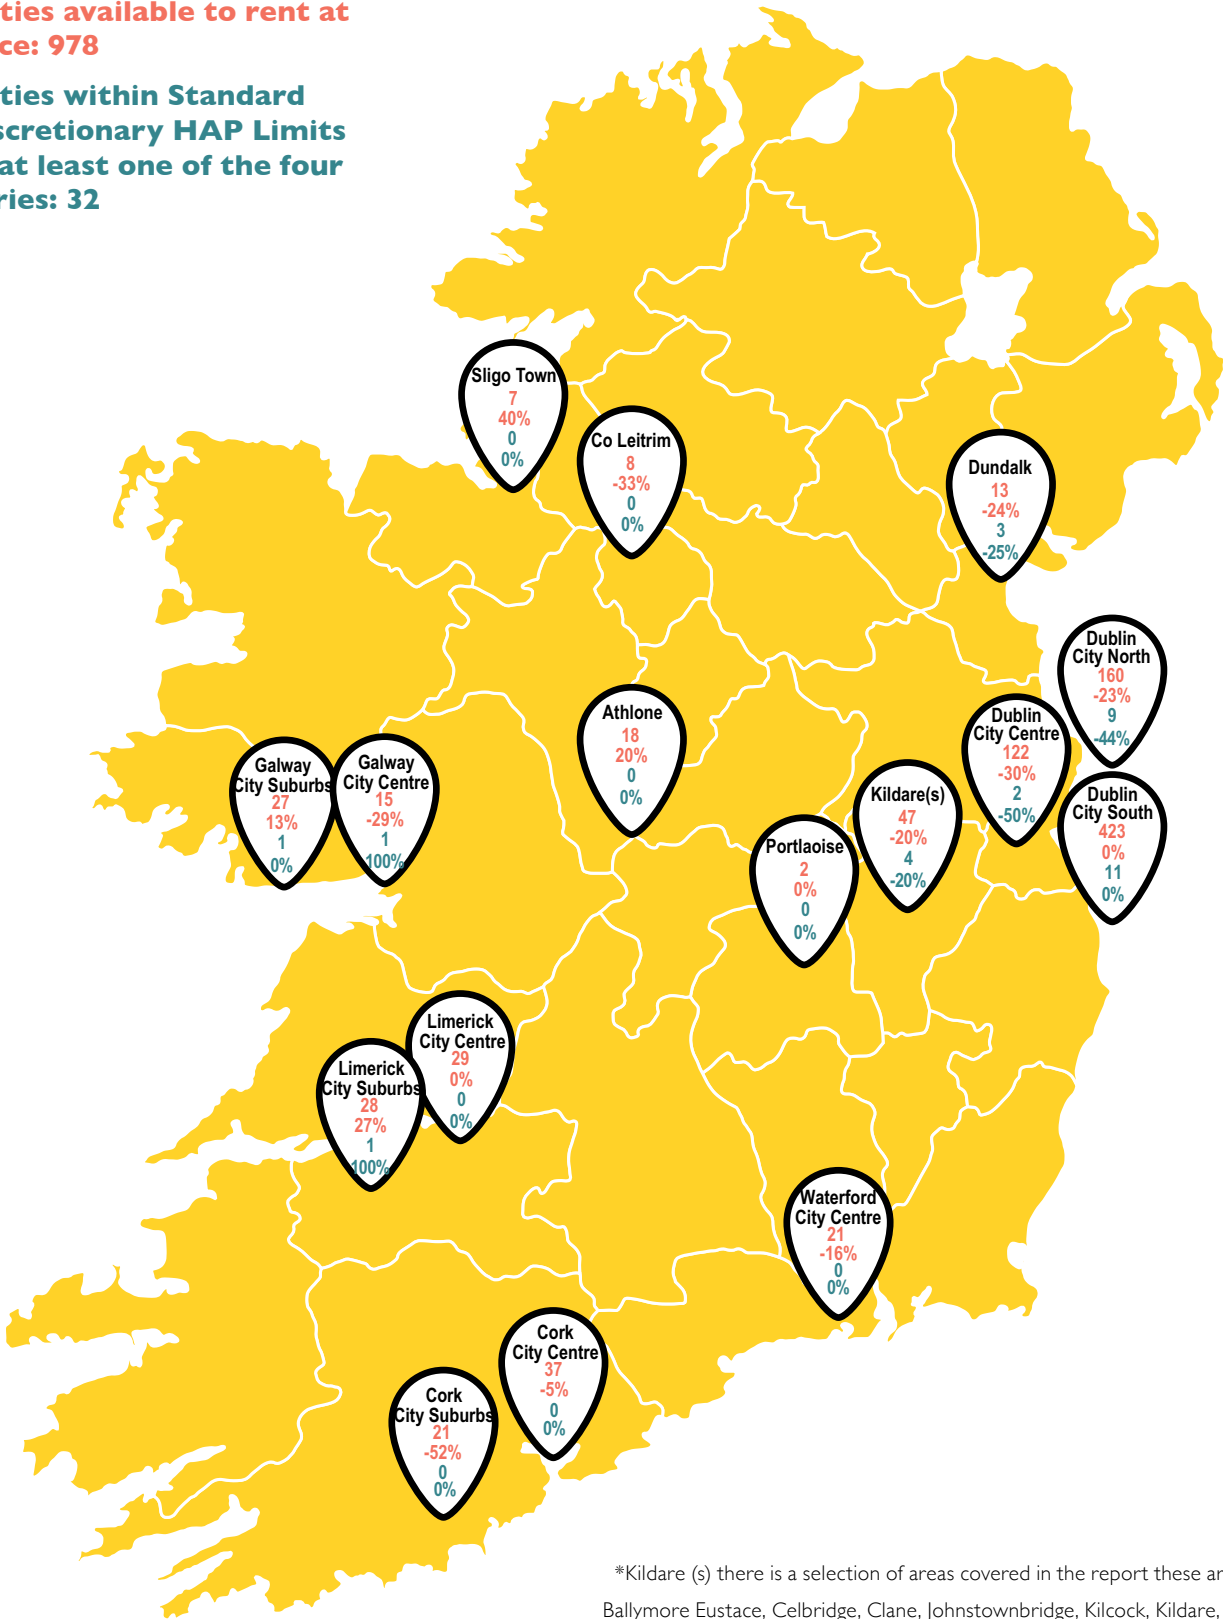 ties available to rent at
ce: 978
ties within Standard
scretionary HAP Limits
at least one of the four
ries: 32
Sligo Town
7
40%
0
0%
Co Leitrim
8
-33%
0
0%
Dundalk
13
-24%
3
-25%
Dublin
City North
160
-23%
9
-44%
Athlone
18
20%
0
0%
Dublin
City Centre
122
-30%
2
-50%
Galway
City Suburbs
27
13%
1
0%
Galway
City Centre
15
-29%
1
100%
Kildare(s)
47
-20%
4
-20%
Dublin
City South
423
0%
11
0%
Portlaoise
2
0%
0
0%
Limerick
City Centre
29
0%
0
0%
Limerick
City Suburbs
28
27%
1
100%
Waterford
City Centre
21
-16%
0
0%
Cork
City Centre
37
-5%
0
0%
Cork
City Suburbs
21
-52%
0
0%
*Kildare (s) there is a selection of areas covered in the report these ar
Ballymore Eustace, Celbridge, Clane, Johnstownbridge, Kilcock, Kildare,